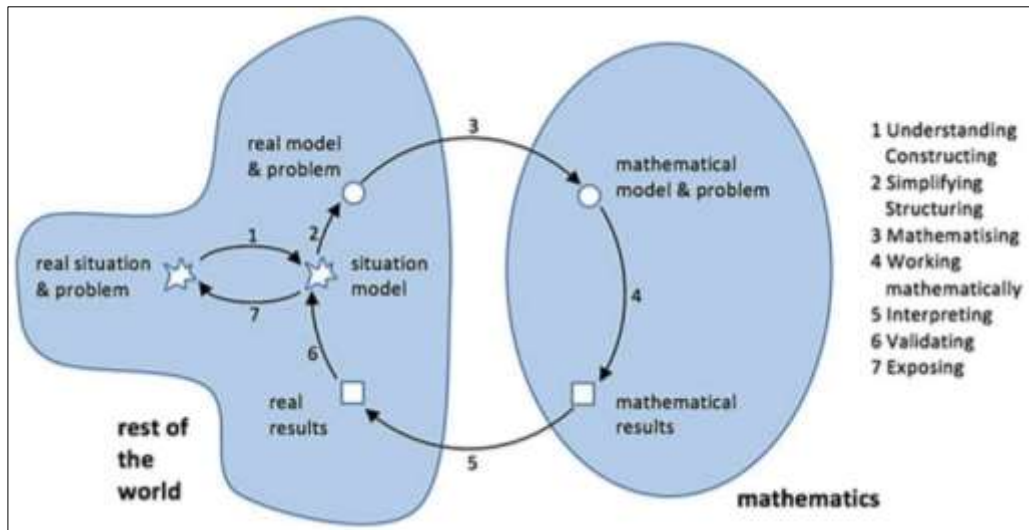 real model
& problem
3
mathematical
model & problem
1
2
real situation
& problem
situation
model
7
6
4
real
results
mathematical
results
5
rest of
the
world
mathematics
1 Understanding
Constructing
2 Simplifying
Structuring
3 Mathematising
4 Working
mathematically
5 Interpreting
6 Validating
7 Exposing